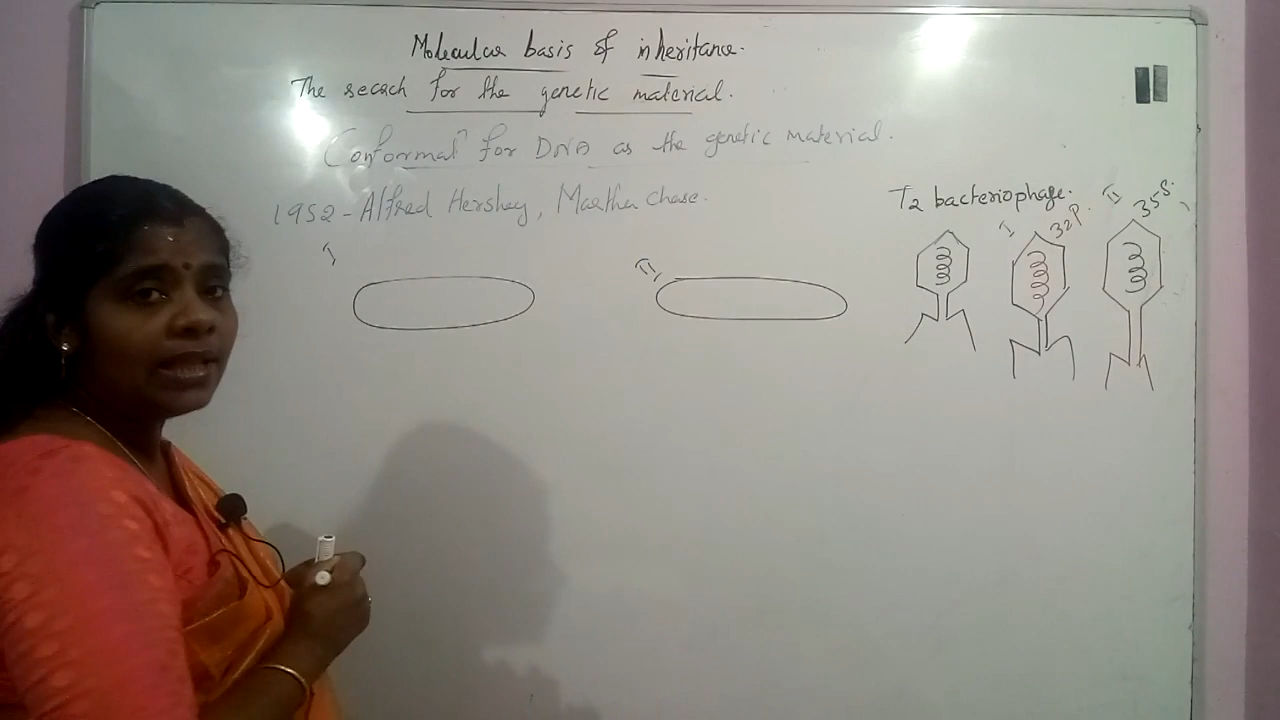 Molecular basis of inheritance.
The search for the genetic material.
Conformatn for DNA as the genetic material.
1952 - Alfred Hershey, Martha Chase.
T2 bacteriophage.
I
II
I
32P.
II
35S.